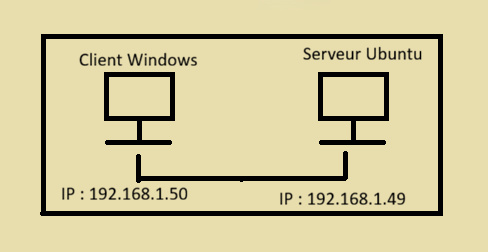 Client Windows
Serveur Ubuntu
IP : 192.168.1.50
IP : 192.168.1.49